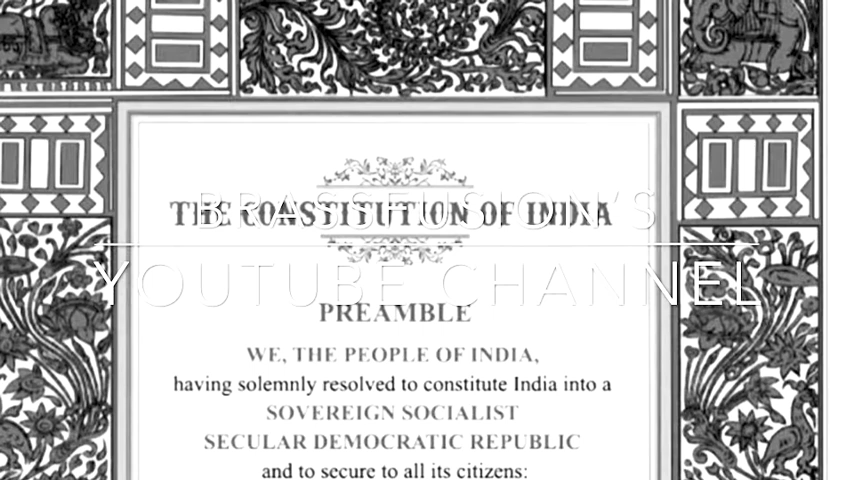 BRASSFUSION'S
THE CONSTITUTION OF INDIA
YOUTUBE CHANNEL
PREAMBLE
WE, THE PEOPLE OF INDIA,
having solemnly resolved to constitute India into a
SOVEREIGN SOCIALIST
SECULAR DEMOCRATIC REPUBLIC
and to secure to all its citizens: